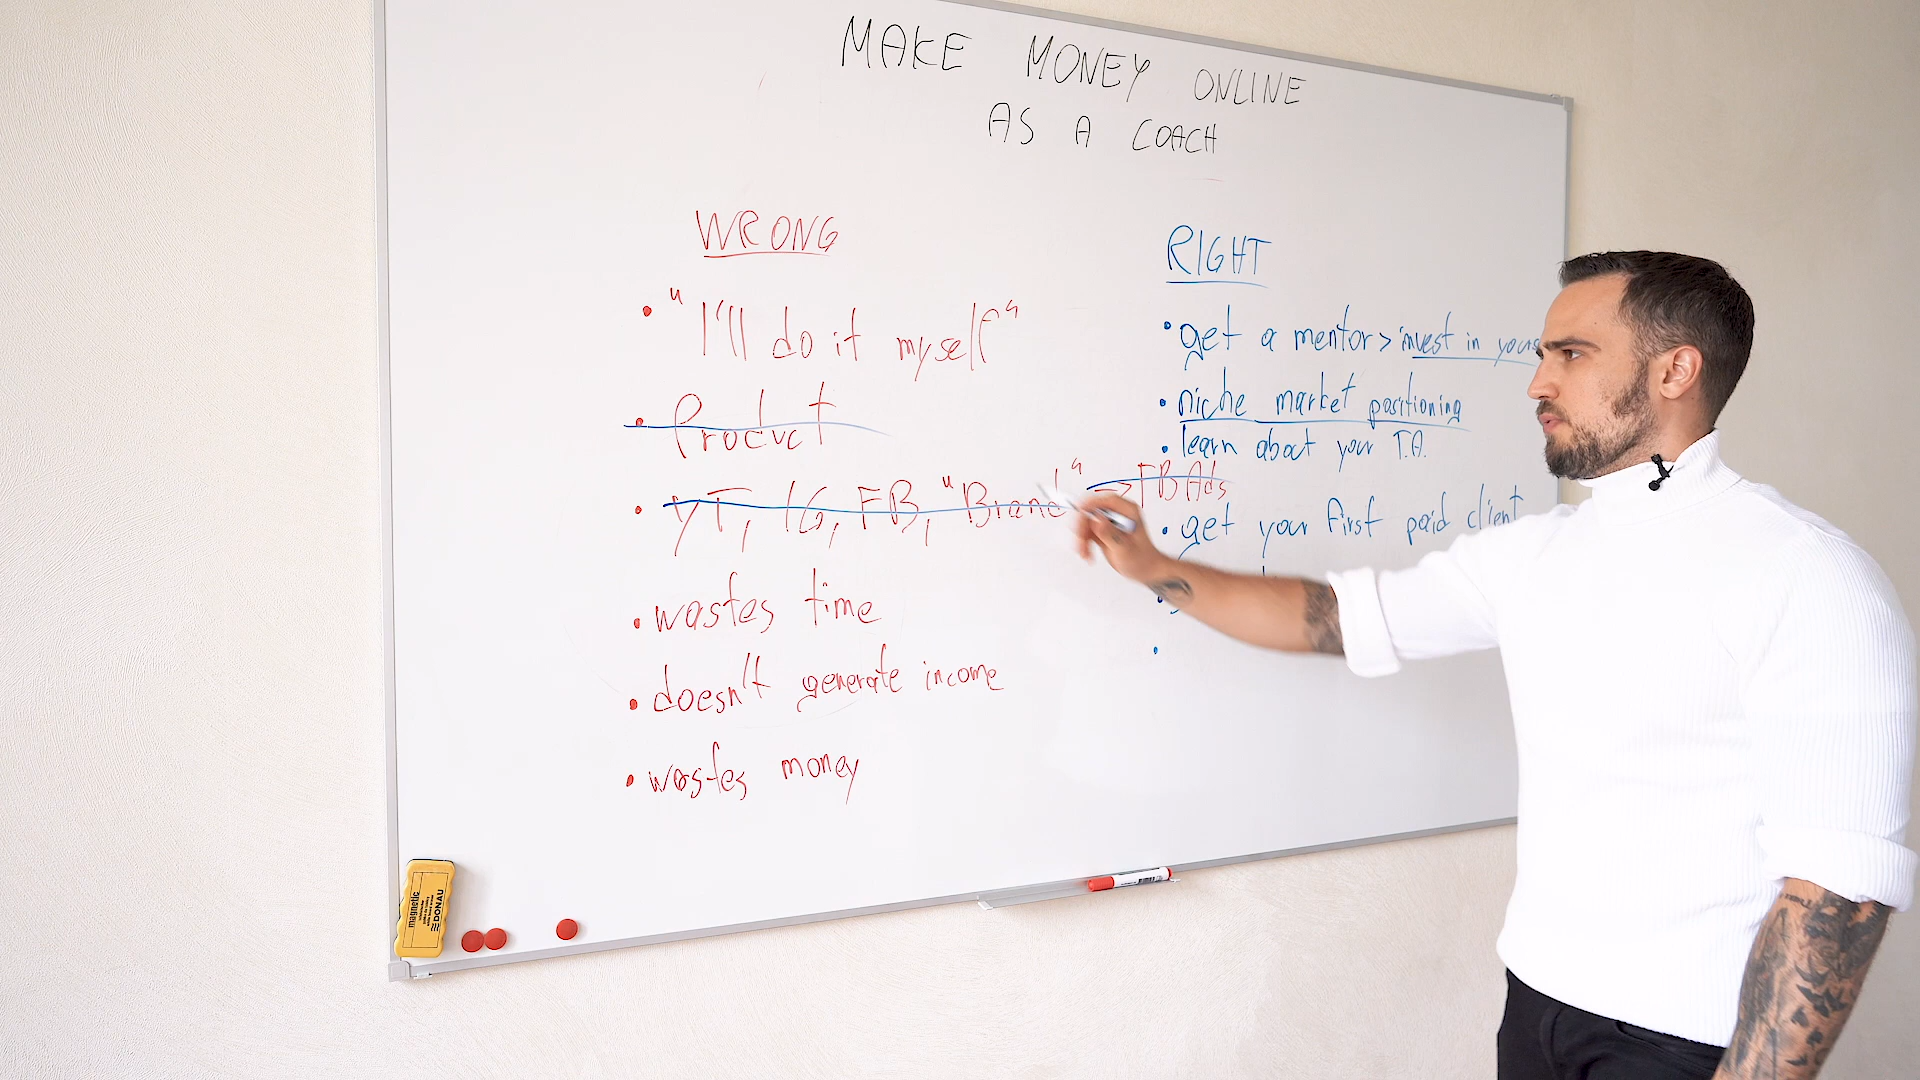 MAKE MONEY ONLINE
AS A COACH
WRONG
• "I'll do it myself"
• Product
• YT, IG, FB, "Brand" => FB Ads
• wastes time
• doesn't generate income
• wastes money
RIGHT
• get a mentor > invest in
• niche market positioning
• learn about your T.A.
• get your first paid client
magnetic
DONAU